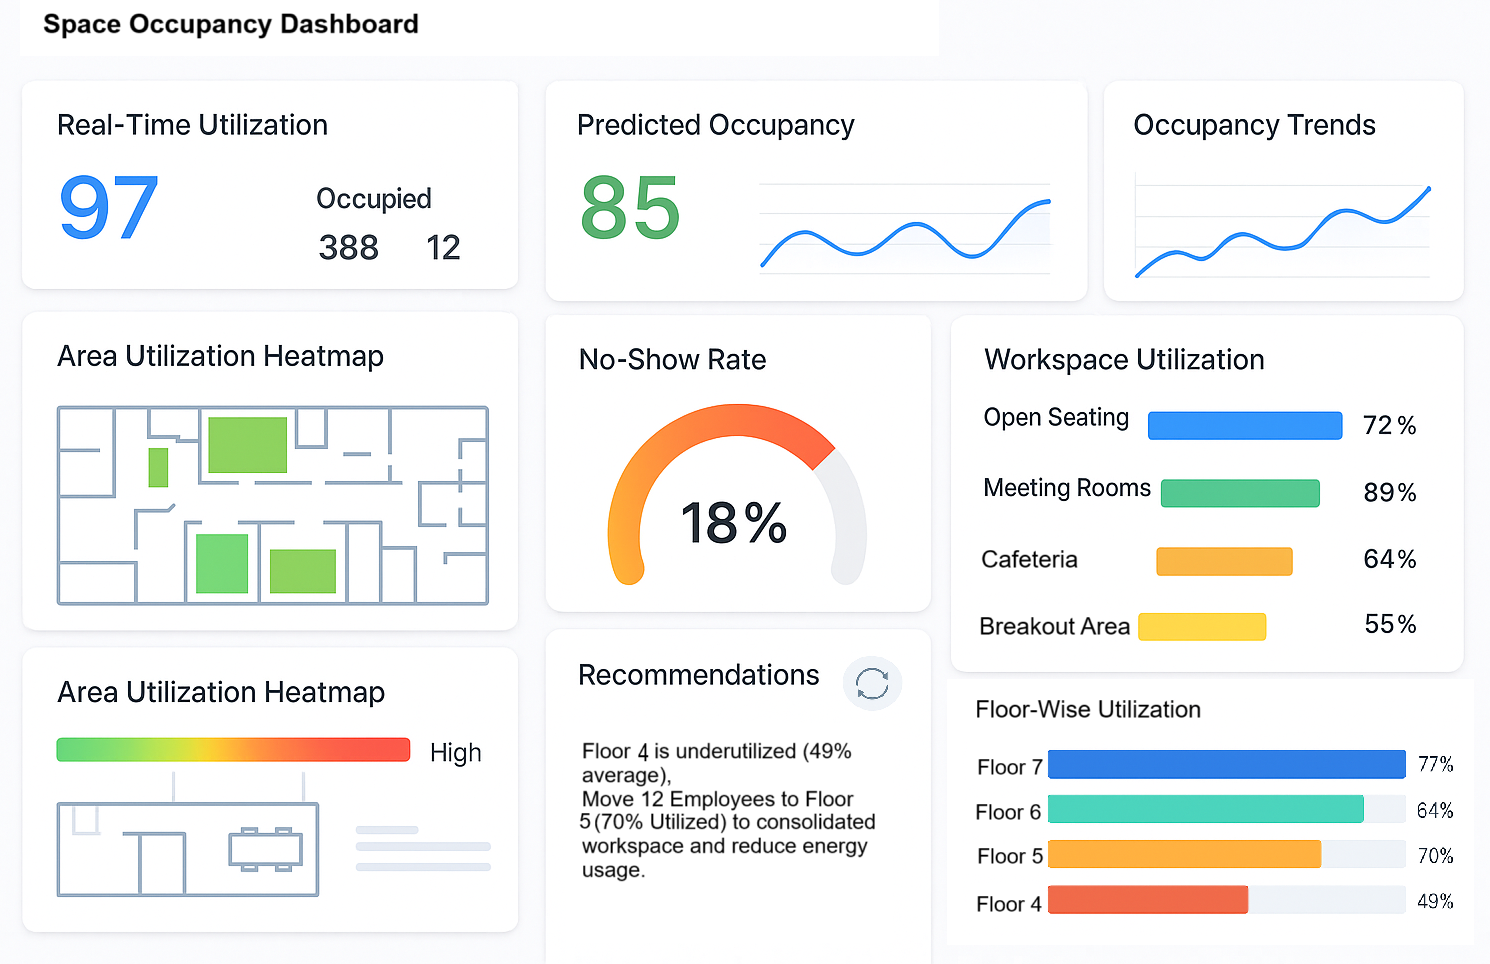 Space Occupancy Dashboard
Real-Time Utilization
97
Occupied
388 12
Predicted Occupancy
85
Occupancy Trends
Area Utilization Heatmap
No-Show Rate
18%
Workspace Utilization
Open Seating 72%
Meeting Rooms 89%
Cafeteria 64%
Breakout Area 55%
Area Utilization Heatmap
High
Recommendations
Floor 4 is underutilized (49%
average),
Move 12 Employees to Floor
5 (70% Utilized) to consolidated
workspace and reduce energy
usage.
Floor-Wise Utilization
Floor 7 77%
Floor 6 64%
Floor 5 70%
Floor 4 49%